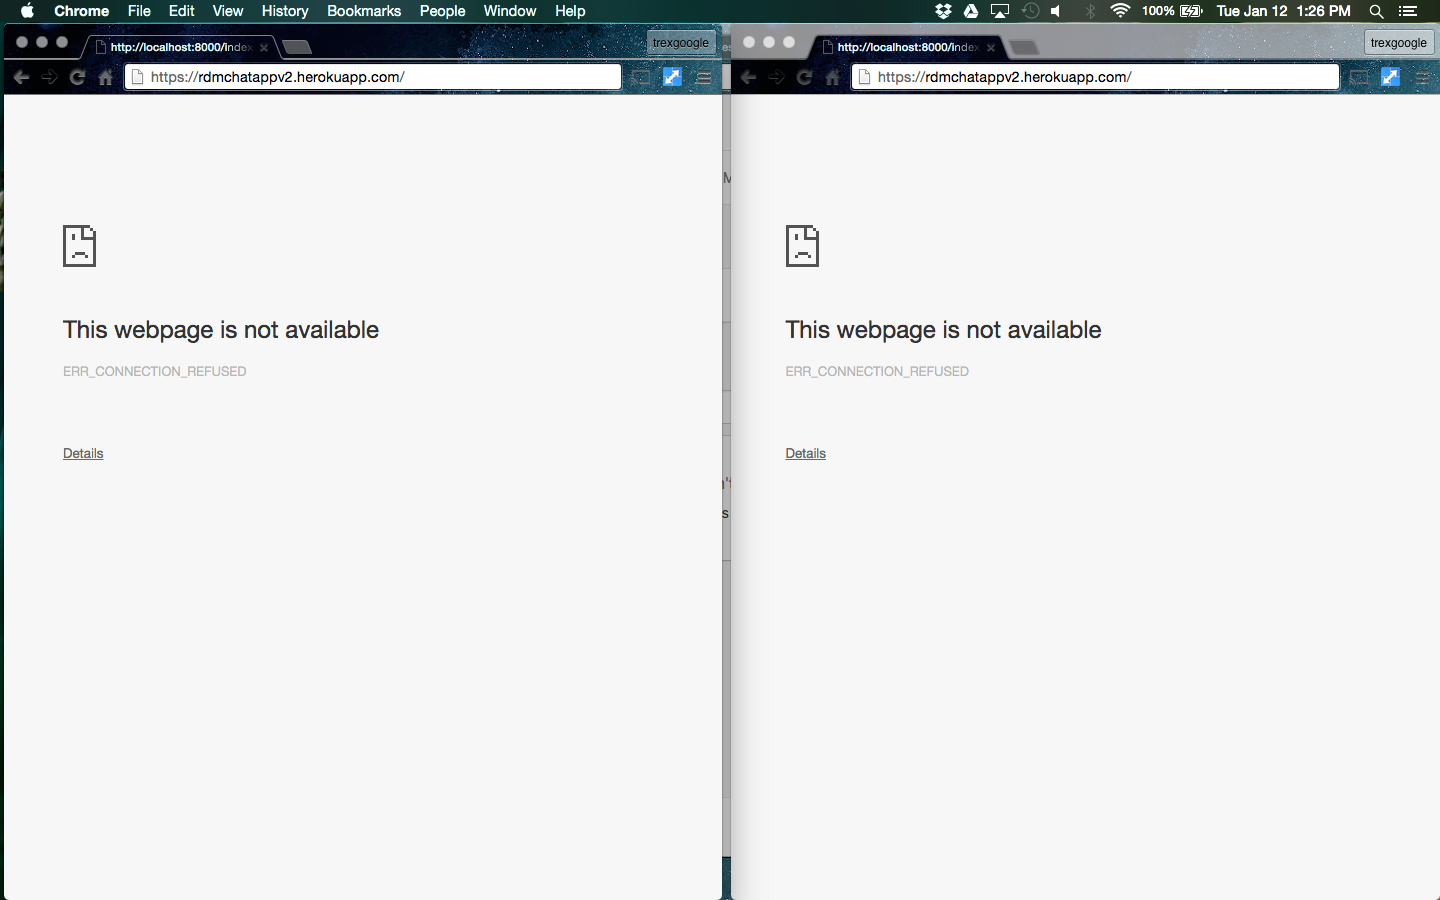 Chrome File Edit View History Bookmarks People Window Help 100% Tue Jan 12 1:26 PM
http://localhost:8000/index trexgoogle
https://rdmchatappv2.herokuapp.com/
This webpage is not available
ERR_CONNECTION_REFUSED
Details
http://localhost:8000/index trexgoogle
https://rdmchatappv2.herokuapp.com/
This webpage is not available
ERR_CONNECTION_REFUSED
Details